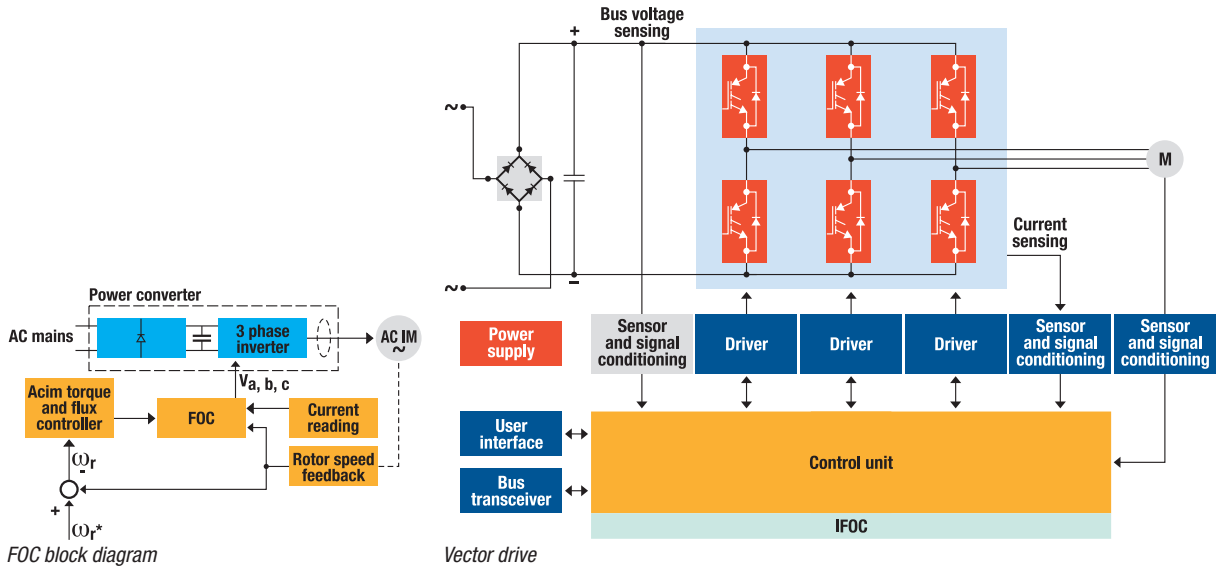 Power converter
AC mains
3 phase
inverter
AC IM
~
Va, b, c
Acim torque
and flux
controller
FOC
Current
reading
Rotor speed
feedback
ωr
-
+
ωr*
FOC block diagram
Bus voltage
sensing
+
~
~
-
M
Current
sensing
Power
supply
Sensor
and signal
conditioning
Driver
Driver
Driver
Sensor
and signal
conditioning
Sensor
and signal
conditioning
User
interface
Bus
transceiver
Control unit
IFOC
Vector drive